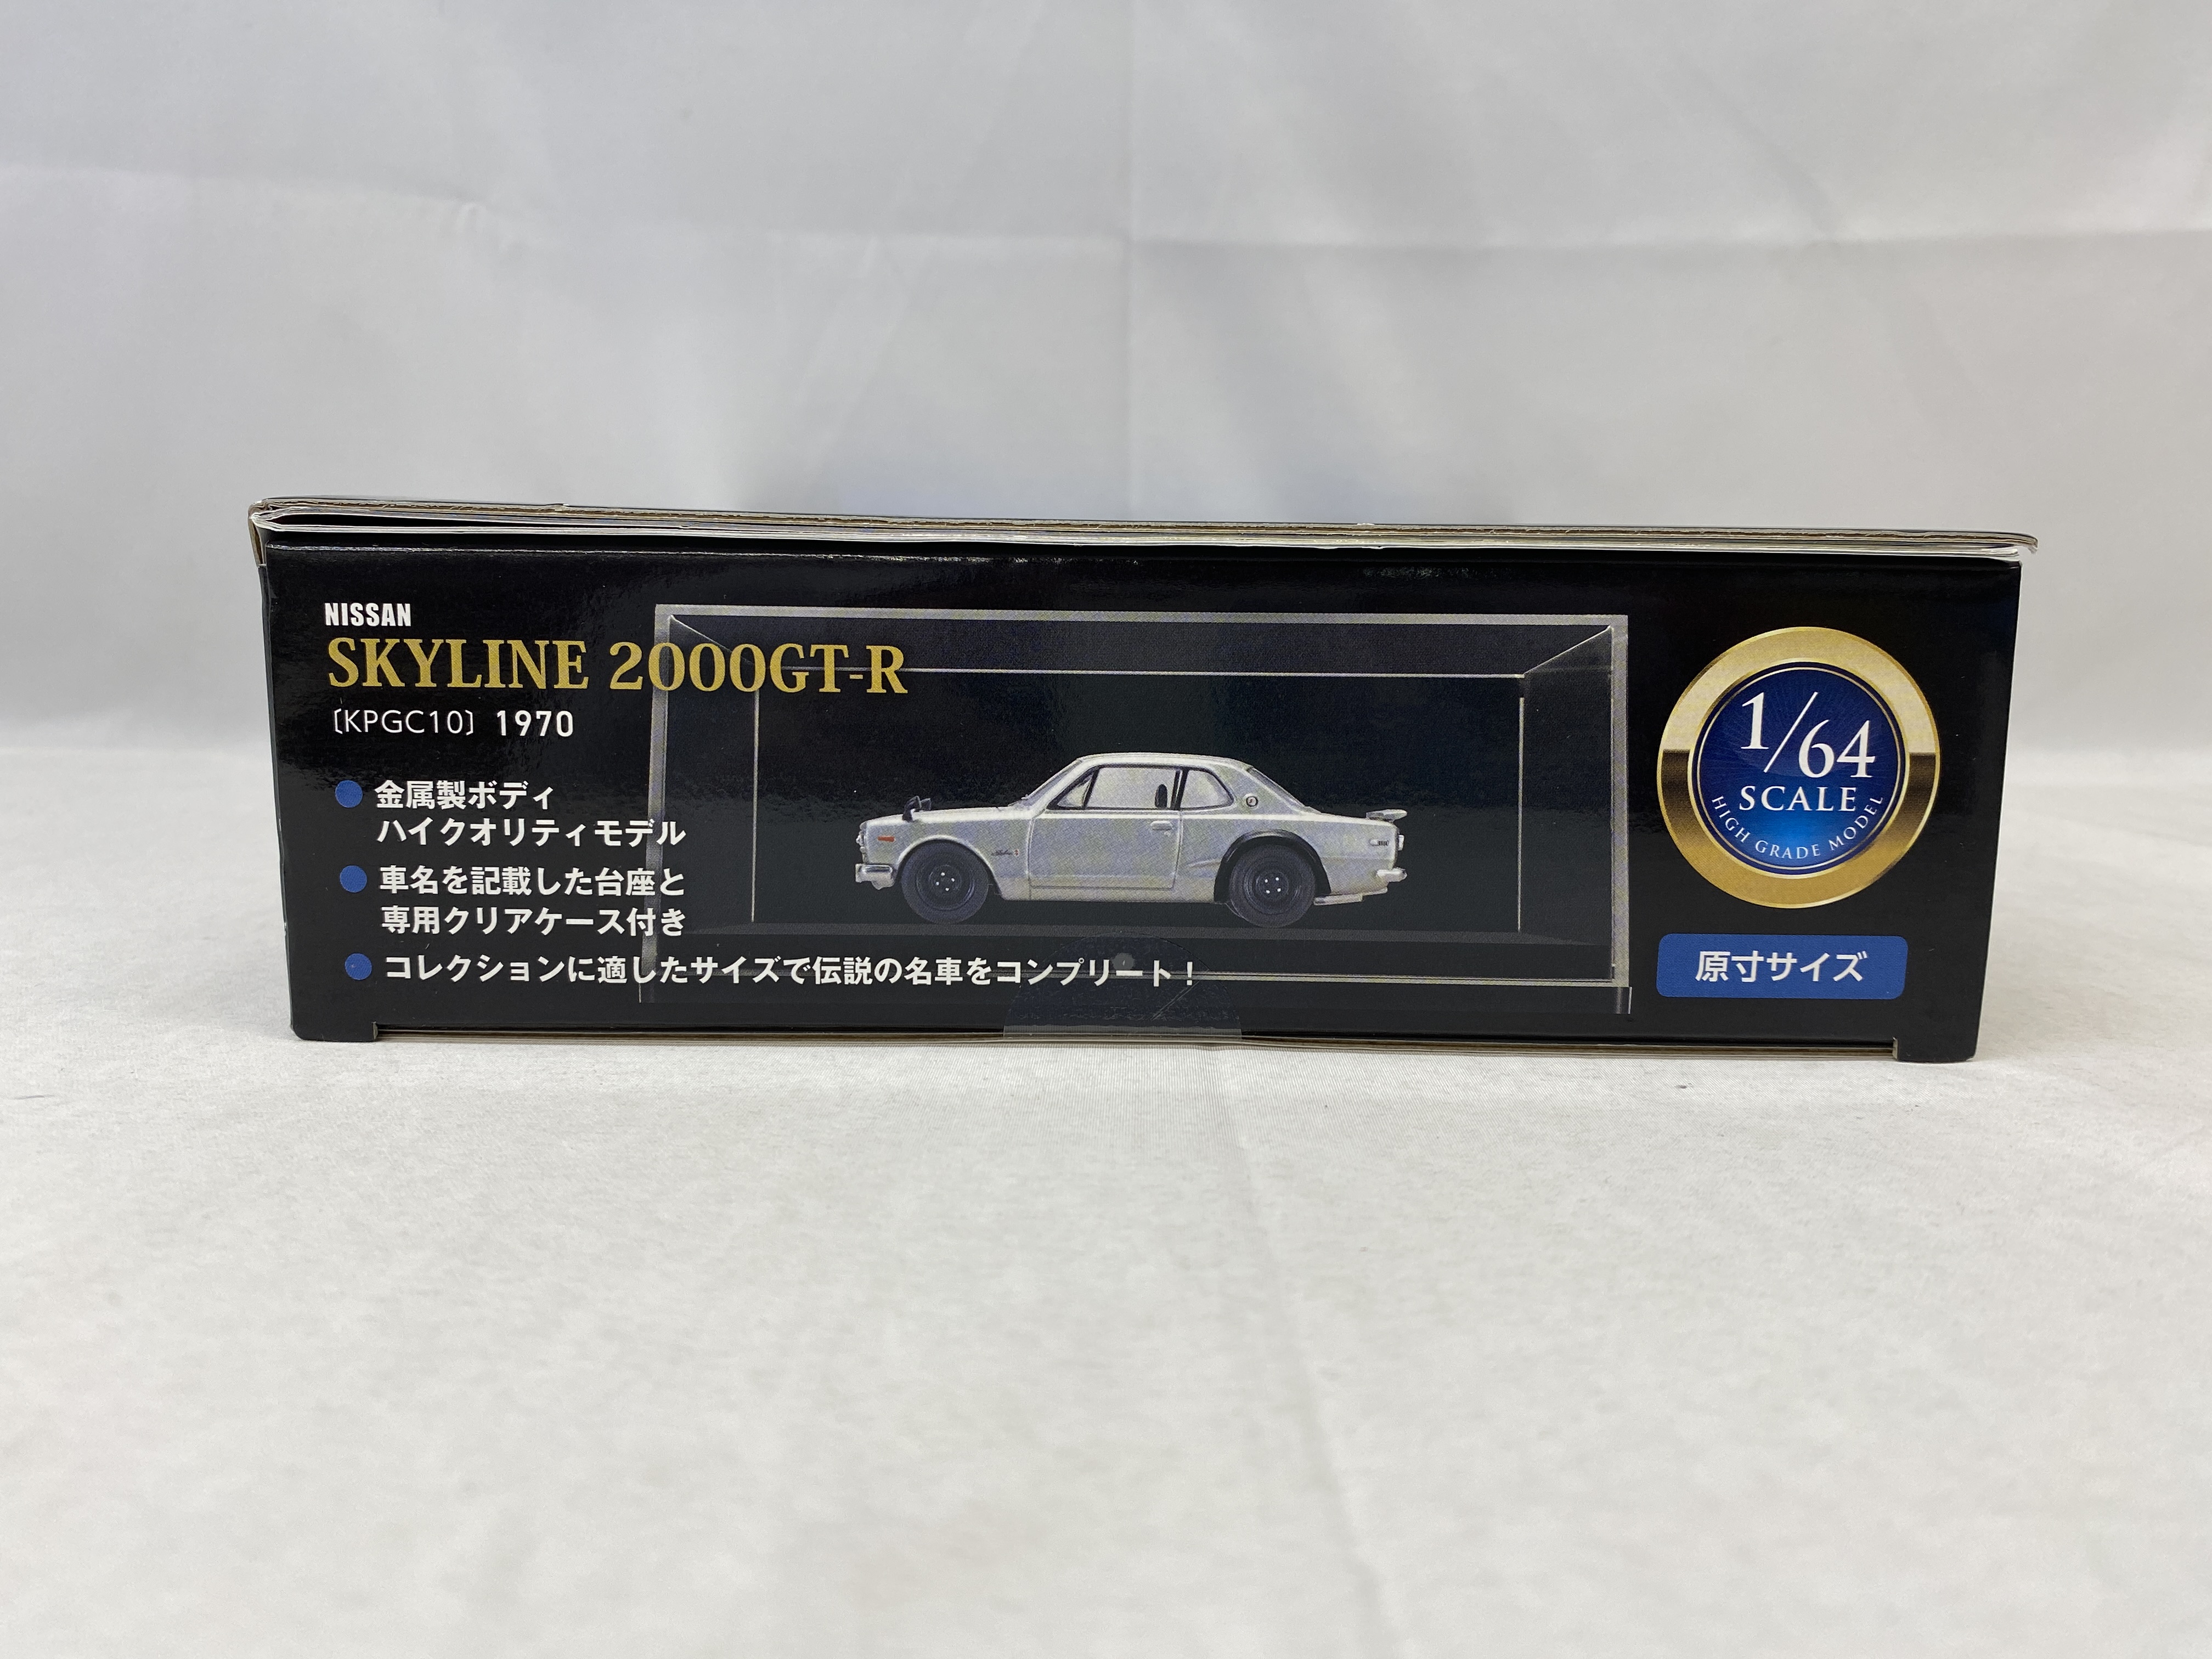 NISSAN
SKYLINE 2000GT-R
〔KPGC10〕 1970
金属製ボディ
ハイクオリティモデル
車名を記載した台座と
専用クリアケース付き
コレクションに適したサイズで伝説の名車をコンプリート！
1/64
SCALE
HIGH GRADE MODEL
原寸サイズ